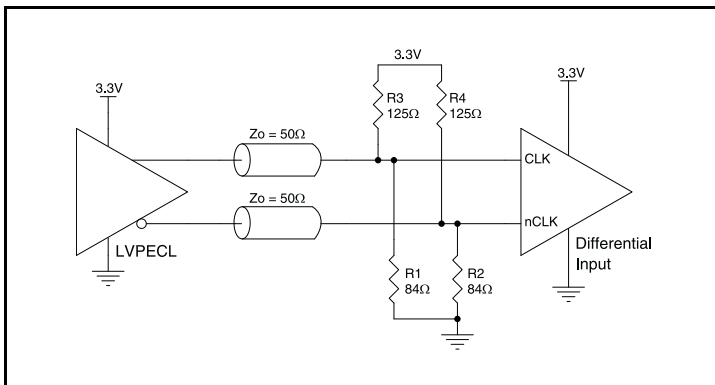 3.3V
R3
125Ω
R4
125Ω
3.3V
3.3V
Zo = 50Ω
CLK
Zo = 50Ω
nCLK
LVPECL
Differential
Input
R1
84Ω
R2
84Ω